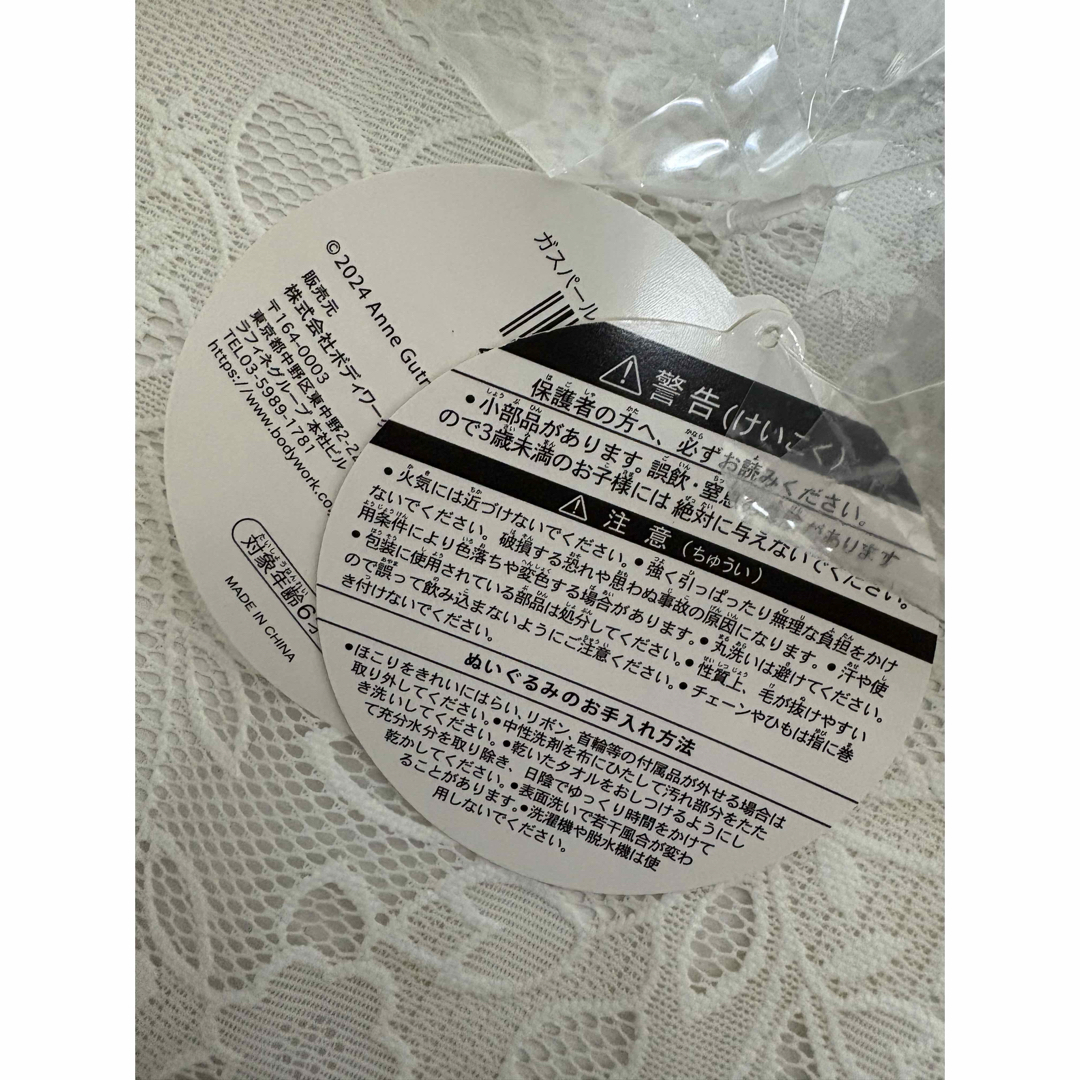 ガスパール
©2024 Anne Gutm
販売元
株式会社ボディワー
〒164-0003
東京都中野区東中野2-2
ラフィネグループ 本社ビル
TEL03-5989-1781
https://www.bodywork.co
対象年齢6
MADE IN CHINA
警告(けいこく)
保護者の方へ、必ずお読みください。
•小部品があります。誤飲・窒息 があります
ので3歳未満のお子様には絶対に与えないでください。
注意(ちゅうい)
•火気には近づけないでください。•強く引っぱったり無理な負担をかけ
ないでください。破損する恐れや思わぬ事故の原因になります。•汗や使
用条件により色落ちや変色する場合があります。•丸洗いは避けてください。
•包装に使用されている部品は処分してください。•性質上、毛が抜けやすい
ので誤って飲み込まないようにご注意ください。•チェーンやひもは指に巻
き付けないでください。
ぬいぐるみのお手入れ方法
•ほこりをきれいにはらい、リボン、首輪等の付属品が外せる場合は
取り外してください。•中性洗剤を布にひたして汚れ部分をたた
き洗いしてください。•乾いたタオルをおしつけるようにし
て充分水分を取り除き、日陰でゆっくり時間をかけて
乾かしてください。•表面洗いで若干風合が変わ
ることがあります。•洗濯機や脱水機は使
用しないでください。